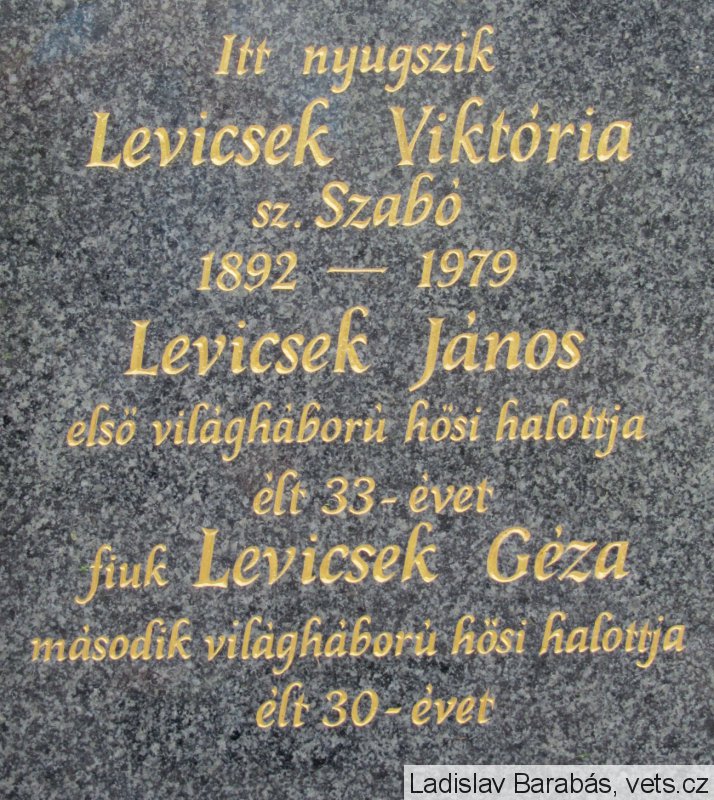 Itt nyugszik
Levicsek Viktória
sz. Szabó
1892 — 1979
Levicsek János
első világháború hősi halottja
élt 33-évet
fiuk Levicsek Géza
második világháború hősi halottja
élt 30-évet
Ladislav Barabás, vets.cz